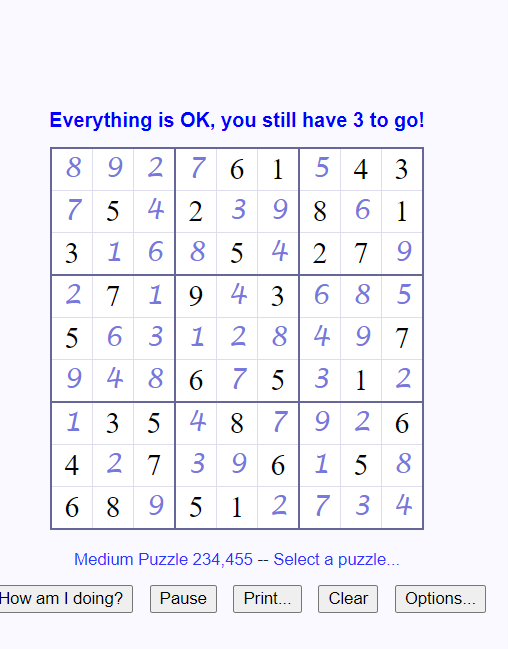 Everything is OK, you still have 3 to go!
8 9 2 7 6 1 5 4 3
7 5 4 2 3 9 8 6 1
3 1 6 8 5 4 2 7 9
2 7 1 9 4 3 6 8 5
5 6 3 1 2 8 4 9 7
9 4 8 6 7 5 3 1 2
1 3 5 4 8 7 9 2 6
4 2 7 3 9 6 1 5 8
6 8 9 5 1 2 7 3 4
Medium Puzzle 234,455 -- Select a puzzle...
How am I doing? Pause Print... Clear Options...